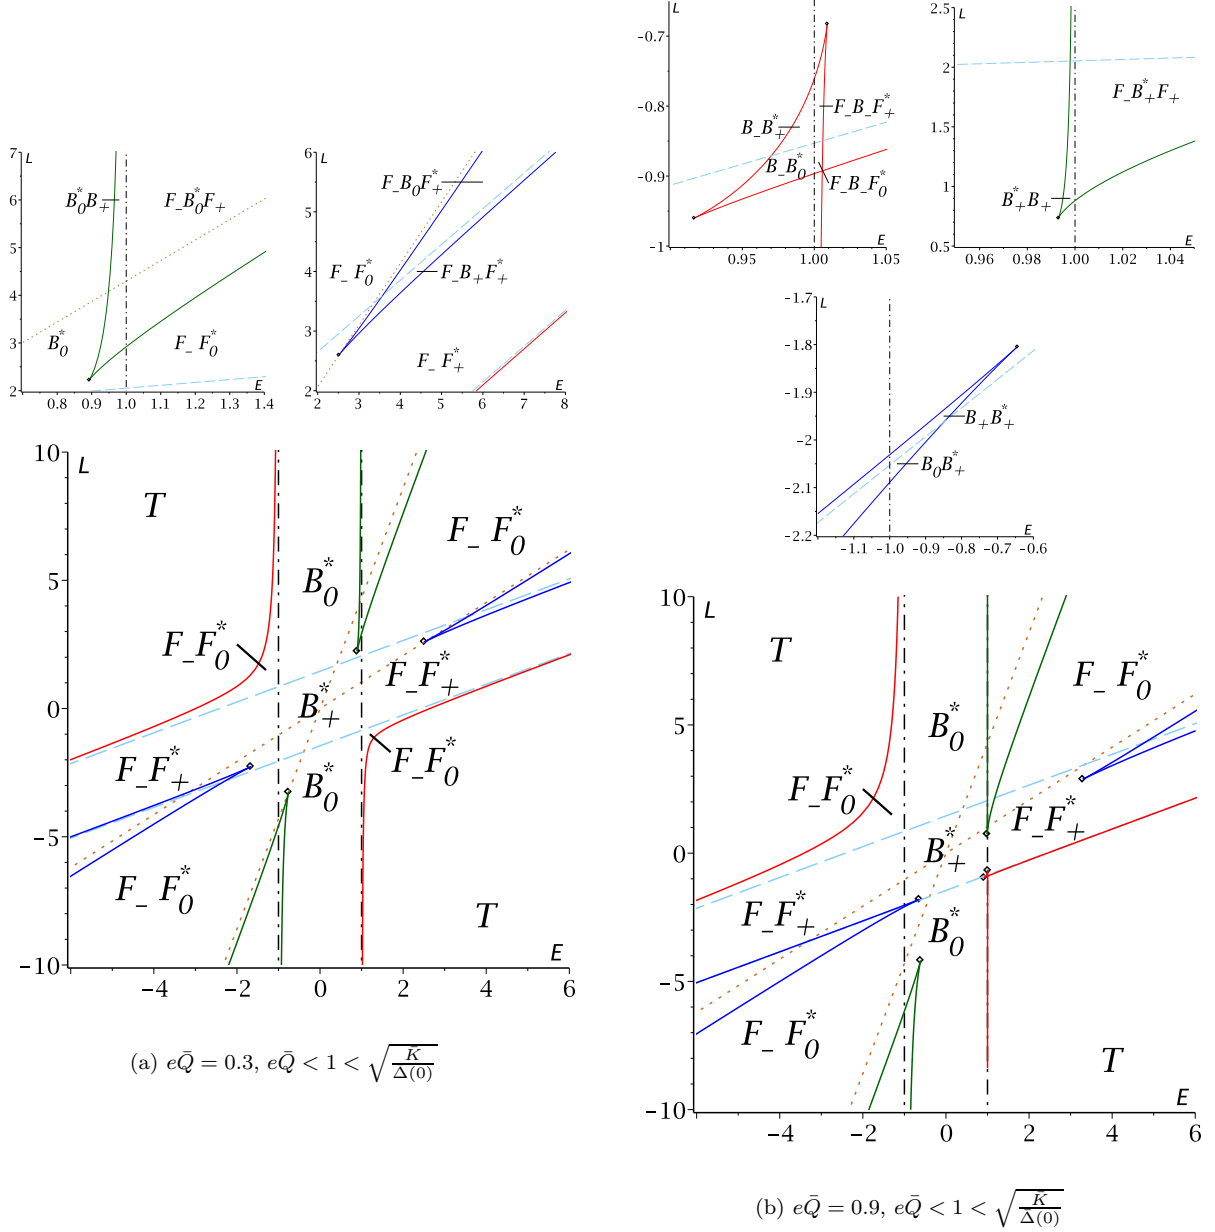 7
L
6
5
4
3
2
B*0B+
F_B*0F+
B*0
F_ F*0
E
0.8 0.9 1.0 1.1 1.2 1.3 1.4
6
L
5
4
3
2
F_B0F*+
F_ F*0
F_B+F*+
F_ F*+
E
2 3 4 5 6 7 8
L
-0.7
-0.8
-0.9
-1
B_B*+
F_B_F*+
B_B*0
F_B_F*0
E
0.95 1.00 1.05
2.5
L
2
1.5
1
0.5
F_B*+F+
B*+B+
E
0.96 0.98 1.00 1.02 1.04
-1.7
L
-1.8
-1.9
-2
-2.1
-2.2
B+B*+
B0B*+
E
-1.1 -1.0 -0.9 -0.8 -0.7 -0.6
10
L
5
0
-5
-10
T
F_ F*0
B*0
F_F*0
F_F*+
B*+
F_F*0
F_F*+
B*0
F_ F*0
T
E
-4 -2 0 2 4 6
(a) eQ̄ = 0.3, eQ̄ < 1 < √(K̄/Δ(0))
10
L
5
0
-5
-10
T
F_ F*0
B*0
F_F*0
F_F*+
B*+
F_F*+
B*0
F_ F*0
T
E
-4 -2 0 2 4 6
(b) eQ̄ = 0.9, eQ̄ < 1 < √(K̄/Δ(0))